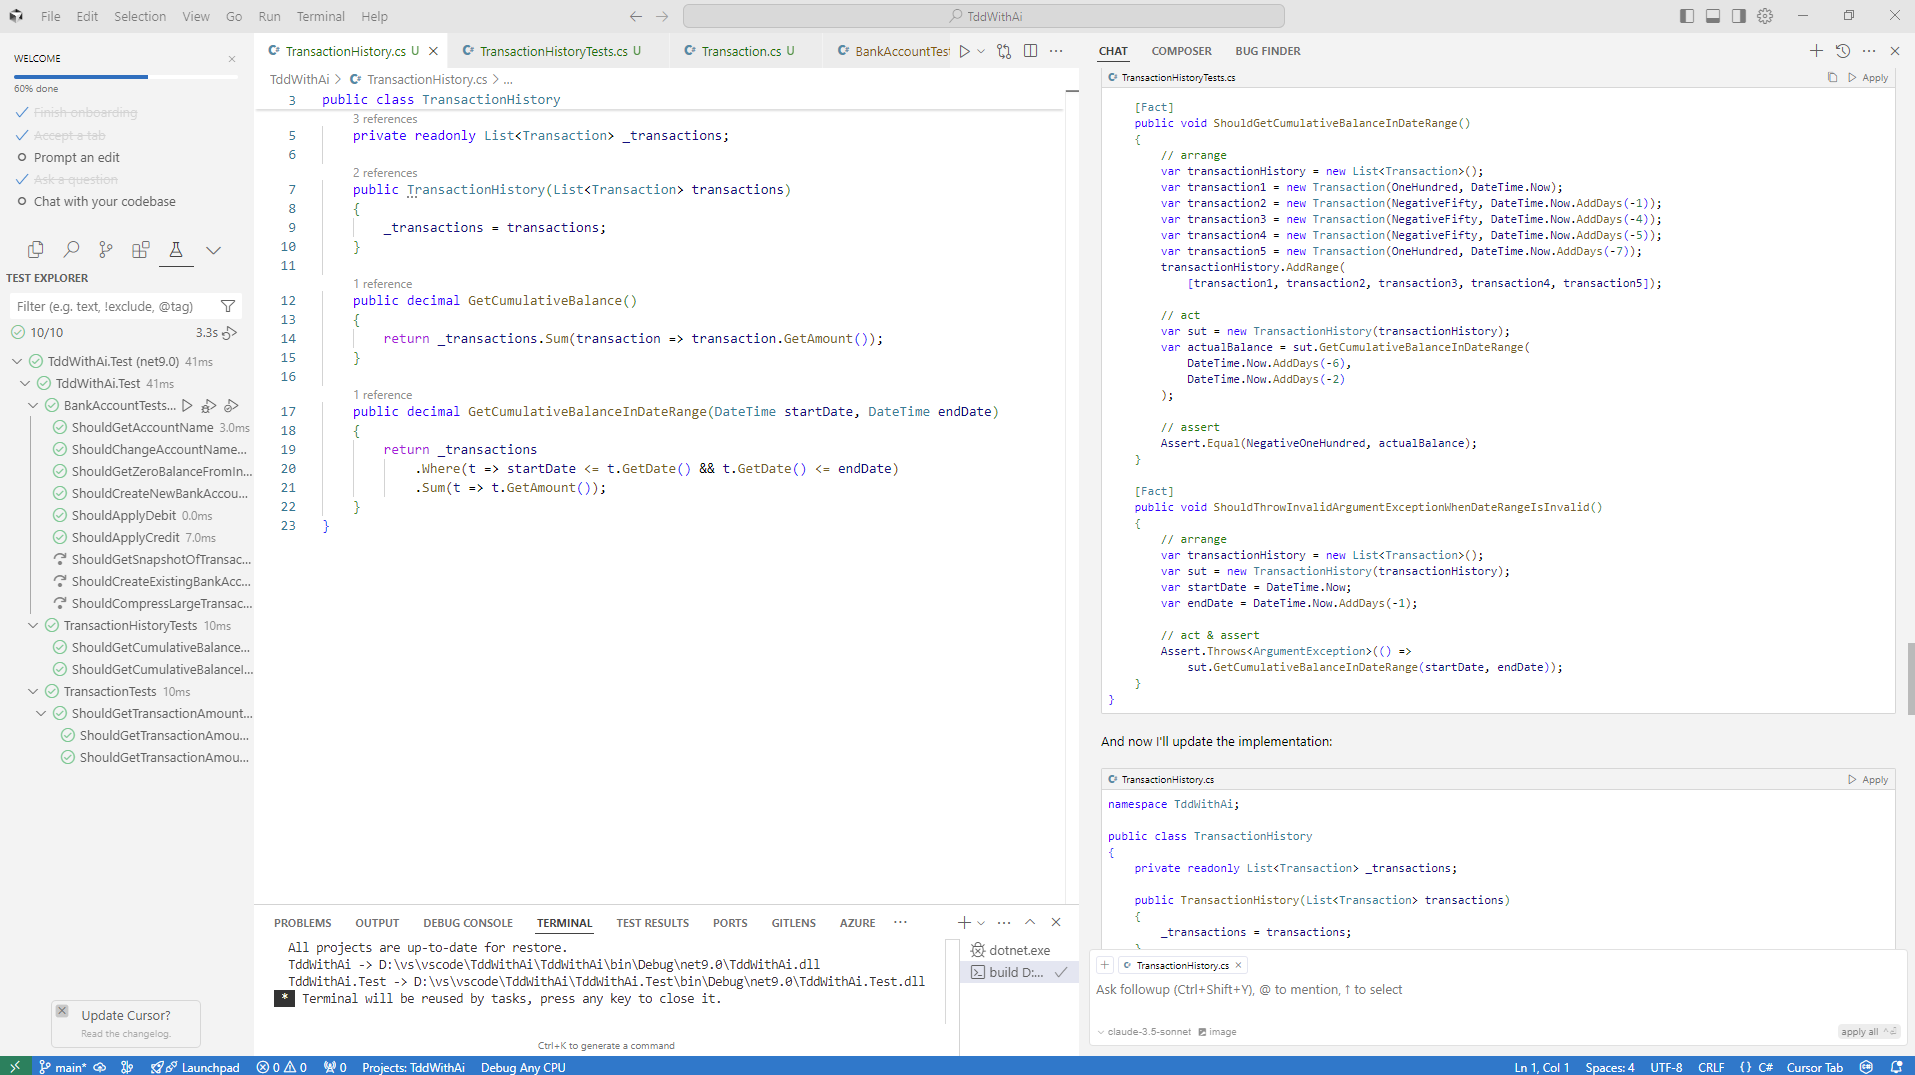 File Edit Selection View Go Run Terminal Help
TddWithAi
WELCOME
60% done
Finish onboarding
Accept a tab
Prompt an edit
Ask a question
Chat with your codebase
TEST EXPLORER
Filter (e.g. text, !exclude, @tag)
10/10 3.3s
TddWithAi.Test (net9.0) 41ms
TddWithAi.Test 41ms
BankAccountTests...
ShouldGetAccountName 3.0ms
ShouldChangeAccountName...
ShouldGetZeroBalanceFromIn...
ShouldCreateNewBankAccou...
ShouldApplyDebit 0.0ms
ShouldApplyCredit 7.0ms
ShouldGetSnapshotOfTransac...
ShouldCreateExistingBankAcc...
ShouldCompressLargeTransac...
TransactionHistoryTests 10ms
ShouldGetCumulativeBalance...
ShouldGetCumulativeBalanceI...
TransactionTests 10ms
ShouldGetTransactionAmount...
ShouldGetTransactionAmou...
ShouldGetTransactionAmou...
Update Cursor?
Read the changelog.
TransactionHistory.cs U TransactionHistoryTests.cs U Transaction.cs U BankAccountTest
TddWithAi > TransactionHistory.cs > ...
3 public class TransactionHistory
3 references
5 private readonly List<Transaction> _transactions;
6
2 references
7 public TransactionHistory(List<Transaction> transactions)
8 {
9 _transactions = transactions;
10 }
11
1 reference
12 public decimal GetCumulativeBalance()
13 {
14 return _transactions.Sum(transaction => transaction.GetAmount());
15 }
16
1 reference
17 public decimal GetCumulativeBalanceInDateRange(DateTime startDate, DateTime endDate)
18 {
19 return _transactions
20 .Where(t => startDate <= t.GetDate() && t.GetDate() <= endDate)
21 .Sum(t => t.GetAmount());
22 }
23 }
PROBLEMS OUTPUT DEBUG CONSOLE TERMINAL TEST RESULTS PORTS GITLENS AZURE ...
All projects are up-to-date for restore.
TddWithAi -> D:\vs\vscode\TddWithAi\TddWithAi\bin\Debug\net9.0\TddWithAi.dll
TddWithAi.Test -> D:\vs\vscode\TddWithAi\TddWithAi.Test\bin\Debug\net9.0\TddWithAi.Test.dll
* Terminal will be reused by tasks, press any key to close it.
Ctrl+K to generate a command
dotnet.exe
build D:...
CHAT COMPOSER BUG FINDER
TransactionHistoryTests.cs Apply
[Fact]
public void ShouldGetCumulativeBalanceInDateRange()
{
// arrange
var transactionHistory = new List<Transaction>();
var transaction1 = new Transaction(OneHundred, DateTime.Now);
var transaction2 = new Transaction(NegativeFifty, DateTime.Now.AddDays(-1));
var transaction3 = new Transaction(NegativeFifty, DateTime.Now.AddDays(-4));
var transaction4 = new Transaction(NegativeFifty, DateTime.Now.AddDays(-5));
var transaction5 = new Transaction(OneHundred, DateTime.Now.AddDays(-7));
transactionHistory.AddRange(
[transaction1, transaction2, transaction3, transaction4, transaction5]);
// act
var sut = new TransactionHistory(transactionHistory);
var actualBalance = sut.GetCumulativeBalanceInDateRange(
DateTime.Now.AddDays(-6),
DateTime.Now.AddDays(-2)
);
// assert
Assert.Equal(NegativeOneHundred, actualBalance);
}
[Fact]
public void ShouldThrowInvalidArgumentExceptionWhenDateRangeIsInvalid()
{
// arrange
var transactionHistory = new List<Transaction>();
var sut = new TransactionHistory(transactionHistory);
var startDate = DateTime.Now;
var endDate = DateTime.Now.AddDays(-1);
// act & assert
Assert.Throws<ArgumentException>(() =>
sut.GetCumulativeBalanceInDateRange(startDate, endDate));
}
}
And now I'll update the implementation:
TransactionHistory.cs Apply
namespace TddWithAi;
public class TransactionHistory
{
private readonly List<Transaction> _transactions;
public TransactionHistory(List<Transaction> transactions)
{
_transactions = transactions;
}
+ TransactionHistory.cs
Ask followup (Ctrl+Shift+Y), @ to mention, ↑ to select
claude-3.5-sonnet image apply all
main* Launchpad 0 0 0 Projects: TddWithAi Debug Any CPU Ln 1, Col 1 Spaces: 4 UTF-8 CRLF {} C# Cursor Tab